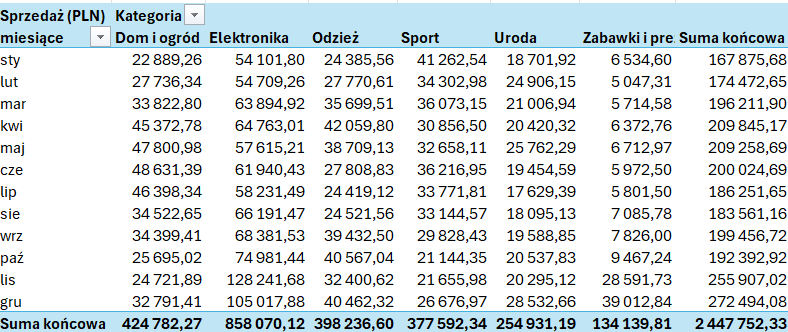 Sprzedaż (PLN) Kategoria
miesiące Dom i ogród Elektronika Odzież Sport Uroda Zabawki i pre Suma końcowa
sty 22 889,26 54 101,80 24 385,56 41 262,54 18 701,92 6 534,60 167 875,68
lut 27 736,34 54 709,26 27 770,61 34 302,98 24 906,15 5 047,31 174 472,65
mar 33 822,80 63 894,92 35 699,51 36 073,15 21 006,94 5 714,58 196 211,90
kwi 45 372,78 64 763,01 42 059,80 30 856,50 20 420,32 6 372,76 209 845,17
maj 47 800,98 57 615,21 38 709,13 32 658,11 25 762,29 6 712,97 209 258,69
cze 48 631,39 61 940,43 27 808,83 36 216,95 19 454,59 5 972,50 200 024,69
lip 46 398,34 58 231,49 24 419,12 33 771,81 17 629,39 5 801,50 186 251,65
sie 34 522,65 66 191,47 24 521,56 33 144,57 18 095,13 7 085,78 183 561,16
wrz 34 399,41 68 381,53 39 432,50 29 828,43 19 588,85 7 826,00 199 456,72
paź 25 695,02 74 981,44 40 567,04 21 144,35 20 537,83 9 467,24 192 392,92
lis 24 721,89 128 241,68 32 400,62 21 655,98 20 295,12 28 591,73 255 907,02
gru 32 791,41 105 017,88 40 462,32 26 676,97 28 532,66 39 012,84 272 494,08
Suma końcowa 424 782,27 858 070,12 398 236,60 377 592,34 254 931,19 134 139,81 2 447 752,33